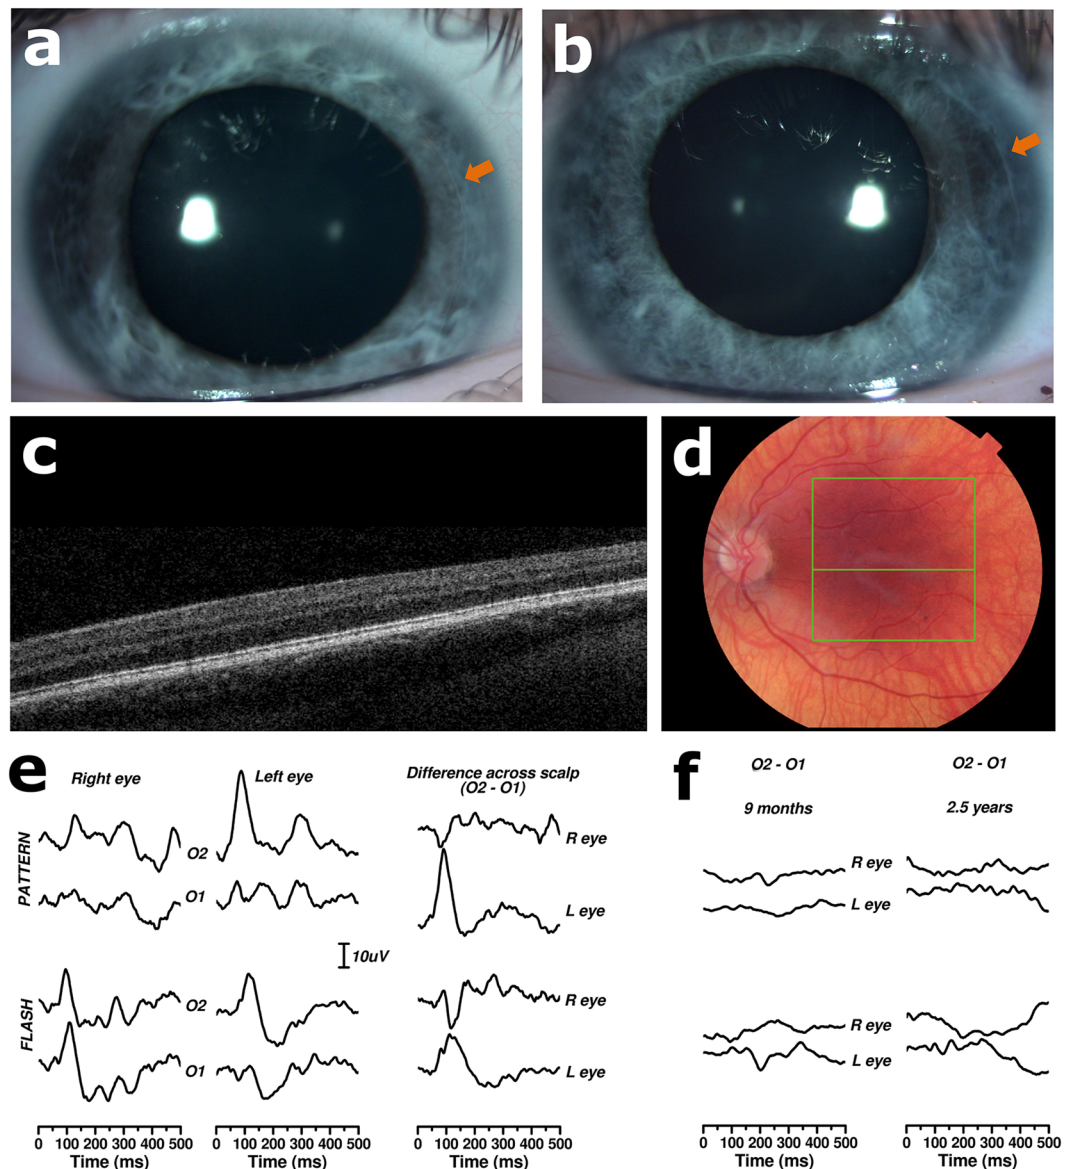 a
b
c
d
e
Right eye
Left eye
Difference across scalp
(O2 - O1)
PATTERN
O2
O1
R eye
L eye
10uV
FLASH
O2
O1
R eye
L eye
0 100 200 300 400 500
0 100 200 300 400 500
0 100 200 300 400 500
Time (ms)
Time (ms)
Time (ms)
f
O2 - O1
O2 - O1
9 months
2.5 years
R eye
L eye
R eye
L eye
0 100 200 300 400 500
0 100 200 300 400 500
Time (ms)
Time (ms)